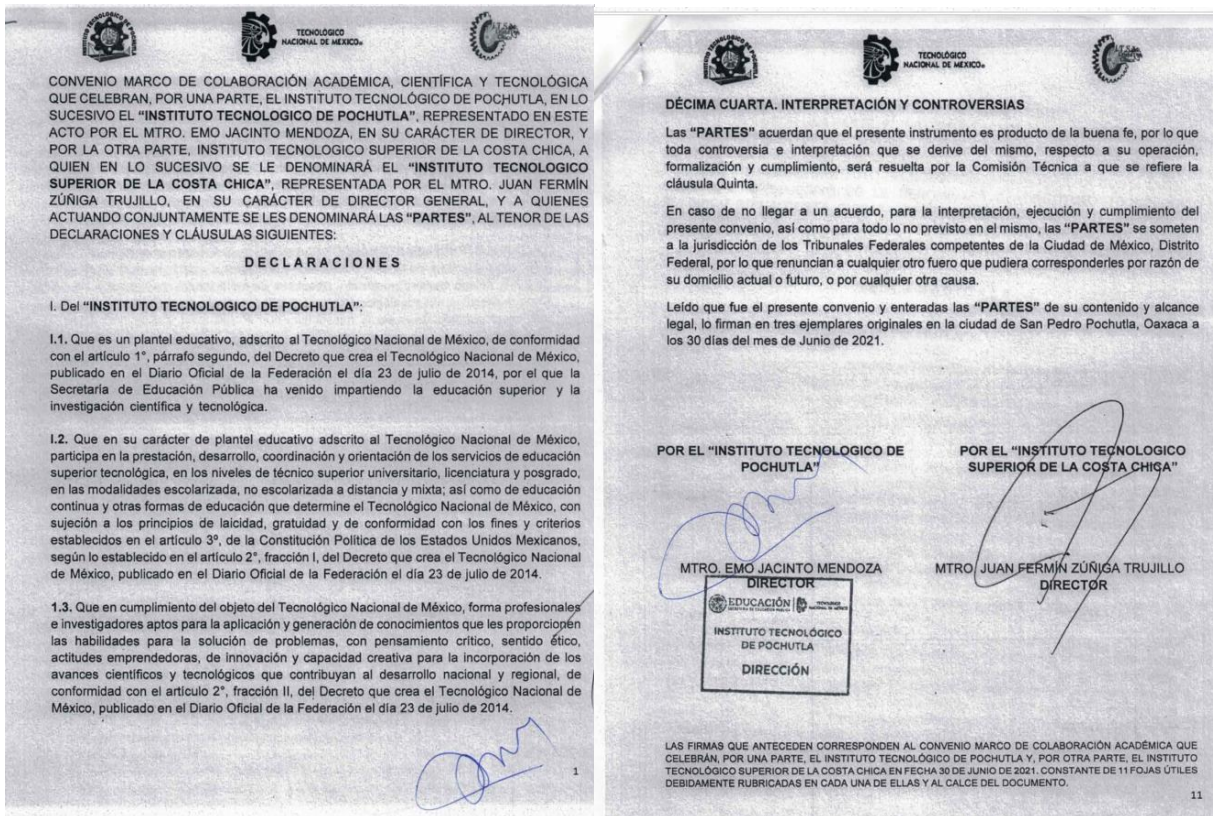 INSTITUTO TECNOLOGICO DE POCHUTLA
TECNOLÓGICO
NACIONAL DE MÉXICO®
CONVENIO MARCO DE COLABORACIÓN ACADÉMICA, CIENTÍFICA Y TECNOLÓGICA
QUE CELEBRAN, POR UNA PARTE, EL INSTITUTO TECNOLÓGICO DE POCHUTLA, EN LO
SUCESIVO EL "INSTITUTO TECNOLOGICO DE POCHUTLA", REPRESENTADO EN ESTE
ACTO POR EL MTRO. EMO JACINTO MENDOZA, EN SU CARÁCTER DE DIRECTOR, Y
POR LA OTRA PARTE, INSTITUTO TECNOLOGICO SUPERIOR DE LA COSTA CHICA, A
QUIEN EN LO SUCESIVO SE LE DENOMINARÁ EL "INSTITUTO TECNOLOGICO
SUPERIOR DE LA COSTA CHICA", REPRESENTADA POR EL MTRO. JUAN FERMÍN
ZÚÑIGA TRUJILLO, EN SU CARÁCTER DE DIRECTOR GENERAL, Y A QUIENES
ACTUANDO CONJUNTAMENTE SE LES DENOMINARÁ LAS "PARTES", AL TENOR DE LAS
DECLARACIONES Y CLÁUSULAS SIGUIENTES:
DECLARACIONES
I. Del "INSTITUTO TECNOLOGICO DE POCHUTLA":
I.1. Que es un plantel educativo, adscrito al Tecnológico Nacional de México, de conformidad
con el artículo 1°, párrafo segundo, del Decreto que crea el Tecnológico Nacional de México,
publicado en el Diario Oficial de la Federación el día 23 de julio de 2014, por el que la
Secretaría de Educación Pública ha venido impartiendo la educación superior y la
investigación científica y tecnológica.
I.2. Que en su carácter de plantel educativo adscrito al Tecnológico Nacional de México,
participa en la prestación, desarrollo, coordinación y orientación de los servicios de educación
superior tecnológica, en los niveles de técnico superior universitario, licenciatura y posgrado,
en las modalidades escolarizada, no escolarizada a distancia y mixta; así como de educación
continua y otras formas de educación que determine el Tecnológico Nacional de México, con
sujeción a los principios de laicidad, gratuidad y de conformidad con los fines y criterios
establecidos en el artículo 3º, de la Constitución Política de los Estados Unidos Mexicanos,
según lo establecido en el artículo 2°, fracción I, del Decreto que crea el Tecnológico Nacional
de México, publicado en el Diario Oficial de la Federación el día 23 de julio de 2014.
1.3. Que en cumplimiento del objeto del Tecnológico Nacional de México, forma profesionales
e investigadores aptos para la aplicación y generación de conocimientos que les proporcionen
las habilidades para la solución de problemas, con pensamiento crítico, sentido ético,
actitudes emprendedoras, de innovación y capacidad creativa para la incorporación de los
avances científicos y tecnológicos que contribuyan al desarrollo nacional y regional, de
conformidad con el artículo 2°, fracción II, del Decreto que crea el Tecnológico Nacional de
México, publicado en el Diario Oficial de la Federación el día 23 de julio de 2014.
1
TECNOLÓGICO
NACIONAL DE MÉXICO®
DÉCIMA CUARTA. INTERPRETACIÓN Y CONTROVERSIAS
Las "PARTES" acuerdan que el presente instrumento es producto de la buena fe, por lo que
toda controversia e interpretación que se derive del mismo, respecto a su operación,
formalización y cumplimiento, será resuelta por la Comisión Técnica a que se refiere la
cláusula Quinta.
En caso de no llegar a un acuerdo, para la interpretación, ejecución y cumplimiento del
presente convenio, así como para todo lo no previsto en el mismo, las "PARTES" se someten
a la jurisdicción de los Tribunales Federales competentes de la Ciudad de México, Distrito
Federal, por lo que renuncian a cualquier otro fuero que pudiera corresponderles por razón de
su domicilio actual o futuro, o por cualquier otra causa.
Leído que fue el presente convenio y enteradas las "PARTES" de su contenido y alcance
legal, lo firman en tres ejemplares originales en la ciudad de San Pedro Pochutla, Oaxaca a
los 30 días del mes de Junio de 2021.
POR EL "INSTITUTO TECNOLOGICO DE
POCHUTLA"
MTRO. EMO JACINTO MENDOZA
DIRECTOR
EDUCACIÓN
INSTITUTO TECNOLÓGICO
DE POCHUTLA
DIRECCIÓN
POR EL "INSTITUTO TECNOLOGICO
SUPERIOR DE LA COSTA CHICA"
MTRO. JUAN FERMÍN ZÚÑIGA TRUJILLO
DIRECTOR
LAS FIRMAS QUE ANTECEDEN CORRESPONDEN AL CONVENIO MARCO DE COLABORACIÓN ACADÉMICA QUE
CELEBRÁN, POR UNA PARTE, EL INSTITUTO TECNOLÓGICO DE POCHUTLA Y, POR OTRA PARTE, EL INSTITUTO
TECNOLÓGICO SUPERIOR DE LA COSTA CHICA EN FECHA 30 DE JUNIO DE 2021. CONSTANTE DE 11 FOJAS ÚTILES
DEBIDAMENTE RUBRICADAS EN CADA UNA DE ELLAS Y AL CALCE DEL DOCUMENTO.
11